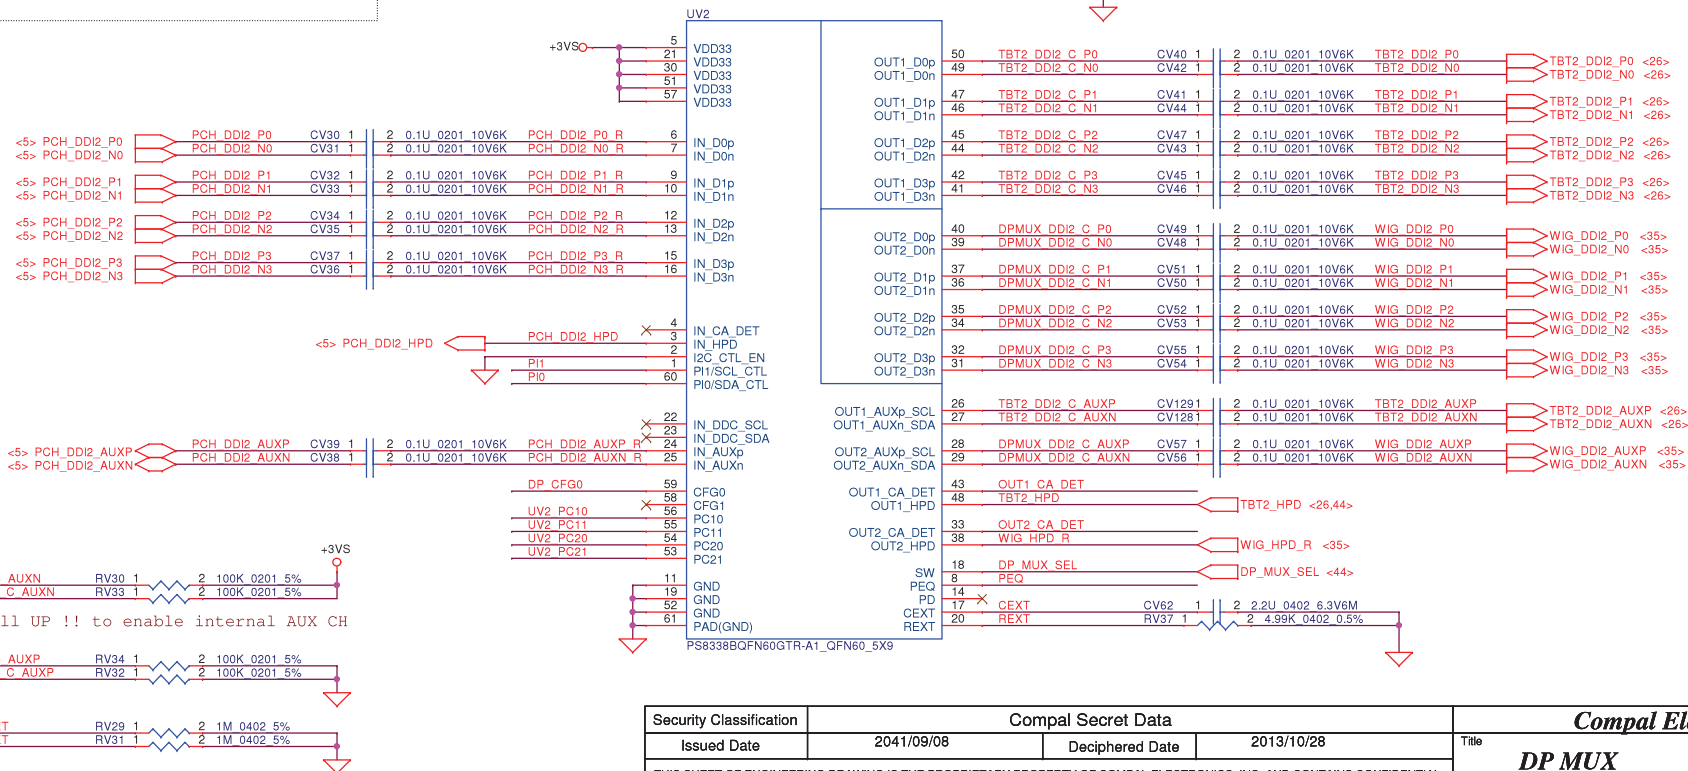 UV2
+3VS
5 VDD33
21 VDD33
30 VDD33
51 VDD33
57 VDD33
<5> PCH_DDI2_P0 PCH_DDI2_P0 CV30 1 2 0.1U_0201_10V6K PCH_DDI2_P0_R 6 IN_D0p
<5> PCH_DDI2_N0 PCH_DDI2_N0 CV31 1 2 0.1U_0201_10V6K PCH_DDI2_N0_R 7 IN_D0n
<5> PCH_DDI2_P1 PCH_DDI2_P1 CV32 1 2 0.1U_0201_10V6K PCH_DDI2_P1_R 9 IN_D1p
<5> PCH_DDI2_N1 PCH_DDI2_N1 CV33 1 2 0.1U_0201_10V6K PCH_DDI2_N1_R 10 IN_D1n
<5> PCH_DDI2_P2 PCH_DDI2_P2 CV34 1 2 0.1U_0201_10V6K PCH_DDI2_P2_R 12 IN_D2p
<5> PCH_DDI2_N2 PCH_DDI2_N2 CV35 1 2 0.1U_0201_10V6K PCH_DDI2_N2_R 13 IN_D2n
<5> PCH_DDI2_P3 PCH_DDI2_P3 CV37 1 2 0.1U_0201_10V6K PCH_DDI2_P3_R 15 IN_D3p
<5> PCH_DDI2_N3 PCH_DDI2_N3 CV36 1 2 0.1U_0201_10V6K PCH_DDI2_N3_R 16 IN_D3n
4 IN_CA_DET
<5> PCH_DDI2_HPD PCH_DDI2_HPD 3 IN_HPD
2 I2C_CTL_EN
PI1 1 PI1/SCL_CTL
PI0 60 PI0/SDA_CTL
22 IN_DDC_SCL
23 IN_DDC_SDA
<5> PCH_DDI2_AUXP PCH_DDI2_AUXP CV39 1 2 0.1U_0201_10V6K PCH_DDI2_AUXP_R 24 IN_AUXp
<5> PCH_DDI2_AUXN PCH_DDI2_AUXN CV38 1 2 0.1U_0201_10V6K PCH_DDI2_AUXN_R 25 IN_AUXn
DP_CFG0 59 CFG0
58 CFG1
UV2_PC10 56 PC10
UV2_PC11 55 PC11
UV2_PC20 54 PC20
UV2_PC21 53 PC21
11 GND
19 GND
52 GND
61 PAD(GND)
PS8338BQFN60GTR-A1_QFN60_5X9
OUT1_D0p 50 TBT2_DDI2_C_P0 CV40 1 2 0.1U_0201_10V6K TBT2_DDI2_P0 TBT2_DDI2_P0 <26>
OUT1_D0n 49 TBT2_DDI2_C_N0 CV42 1 2 0.1U_0201_10V6K TBT2_DDI2_N0 TBT2_DDI2_N0 <26>
OUT1_D1p 47 TBT2_DDI2_C_P1 CV41 1 2 0.1U_0201_10V6K TBT2_DDI2_P1 TBT2_DDI2_P1 <26>
OUT1_D1n 46 TBT2_DDI2_C_N1 CV44 1 2 0.1U_0201_10V6K TBT2_DDI2_N1 TBT2_DDI2_N1 <26>
OUT1_D2p 45 TBT2_DDI2_C_P2 CV47 1 2 0.1U_0201_10V6K TBT2_DDI2_P2 TBT2_DDI2_P2 <26>
OUT1_D2n 44 TBT2_DDI2_C_N2 CV43 1 2 0.1U_0201_10V6K TBT2_DDI2_N2 TBT2_DDI2_N2 <26>
OUT1_D3p 42 TBT2_DDI2_C_P3 CV45 1 2 0.1U_0201_10V6K TBT2_DDI2_P3 TBT2_DDI2_P3 <26>
OUT1_D3n 41 TBT2_DDI2_C_N3 CV46 1 2 0.1U_0201_10V6K TBT2_DDI2_N3 TBT2_DDI2_N3 <26>
OUT2_D0p 40 DPMUX_DDI2_C_P0 CV49 1 2 0.1U_0201_10V6K WIG_DDI2_P0 WIG_DDI2_P0 <35>
OUT2_D0n 39 DPMUX_DDI2_C_N0 CV48 1 2 0.1U_0201_10V6K WIG_DDI2_N0 WIG_DDI2_N0 <35>
OUT2_D1p 37 DPMUX_DDI2_C_P1 CV51 1 2 0.1U_0201_10V6K WIG_DDI2_P1 WIG_DDI2_P1 <35>
OUT2_D1n 36 DPMUX_DDI2_C_N1 CV50 1 2 0.1U_0201_10V6K WIG_DDI2_N1 WIG_DDI2_N1 <35>
OUT2_D2p 35 DPMUX_DDI2_C_P2 CV52 1 2 0.1U_0201_10V6K WIG_DDI2_P2 WIG_DDI2_P2 <35>
OUT2_D2n 34 DPMUX_DDI2_C_N2 CV53 1 2 0.1U_0201_10V6K WIG_DDI2_N2 WIG_DDI2_N2 <35>
OUT2_D3p 32 DPMUX_DDI2_C_P3 CV55 1 2 0.1U_0201_10V6K WIG_DDI2_P3 WIG_DDI2_P3 <35>
OUT2_D3n 31 DPMUX_DDI2_C_N3 CV54 1 2 0.1U_0201_10V6K WIG_DDI2_N3 WIG_DDI2_N3 <35>
OUT1_AUXp_SCL 26 TBT2_DDI2_C_AUXP CV129 1 2 0.1U_0201_10V6K TBT2_DDI2_AUXP TBT2_DDI2_AUXP <26>
OUT1_AUXn_SDA 27 TBT2_DDI2_C_AUXN CV128 1 2 0.1U_0201_10V6K TBT2_DDI2_AUXN TBT2_DDI2_AUXN <26>
OUT2_AUXp_SCL 28 DPMUX_DDI2_C_AUXP CV57 1 2 0.1U_0201_10V6K WIG_DDI2_AUXP WIG_DDI2_AUXP <35>
OUT2_AUXn_SDA 29 DPMUX_DDI2_C_AUXN CV56 1 2 0.1U_0201_10V6K WIG_DDI2_AUXN WIG_DDI2_AUXN <35>
OUT1_CA_DET 43 OUT1_CA_DET
OUT1_HPD 48 TBT2_HPD TBT2_HPD <26,44>
OUT2_CA_DET 33 OUT2_CA_DET
OUT2_HPD 38 WIG_HPD_R WIG_HPD_R <35>
SW 18 DP_MUX_SEL DP_MUX_SEL <44>
PEQ 8 PEQ
PD 14
CEXT 17 CEXT CV62 1 2 2.2U_0402_6.3V6M
REXT 20 REXT RV37 1 2 4.99K_0402_0.5%
+3VS
AUXN RV30 1 2 100K_0201_5%
C_AUXN RV33 1 2 100K_0201_5%
ll UP !! to enable internal AUX CH
AUXP RV34 1 2 100K_0201_5%
C_AUXP RV32 1 2 100K_0201_5%
ET RV29 1 2 1M_0402_5%
ET RV31 1 2 1M_0402_5%
Security Classification Compal Secret Data Compal El
Issued Date 2041/09/08 Deciphered Date 2013/10/28 Title
DP MUX